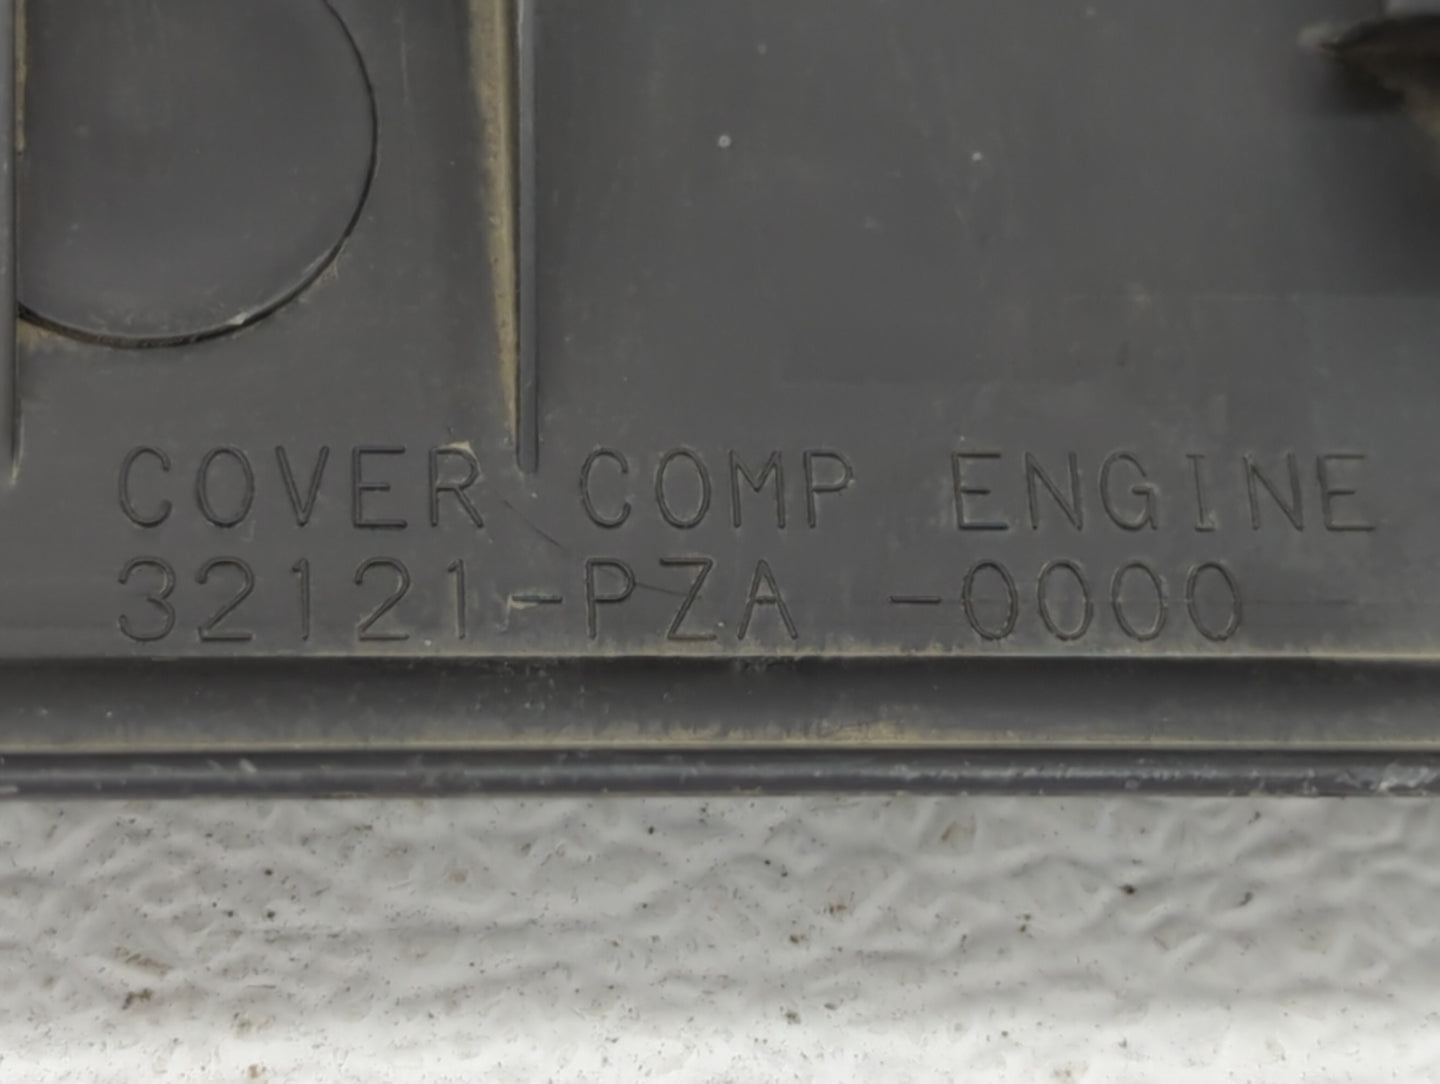 COVER COMP ENGINE
32121-PZA -0000